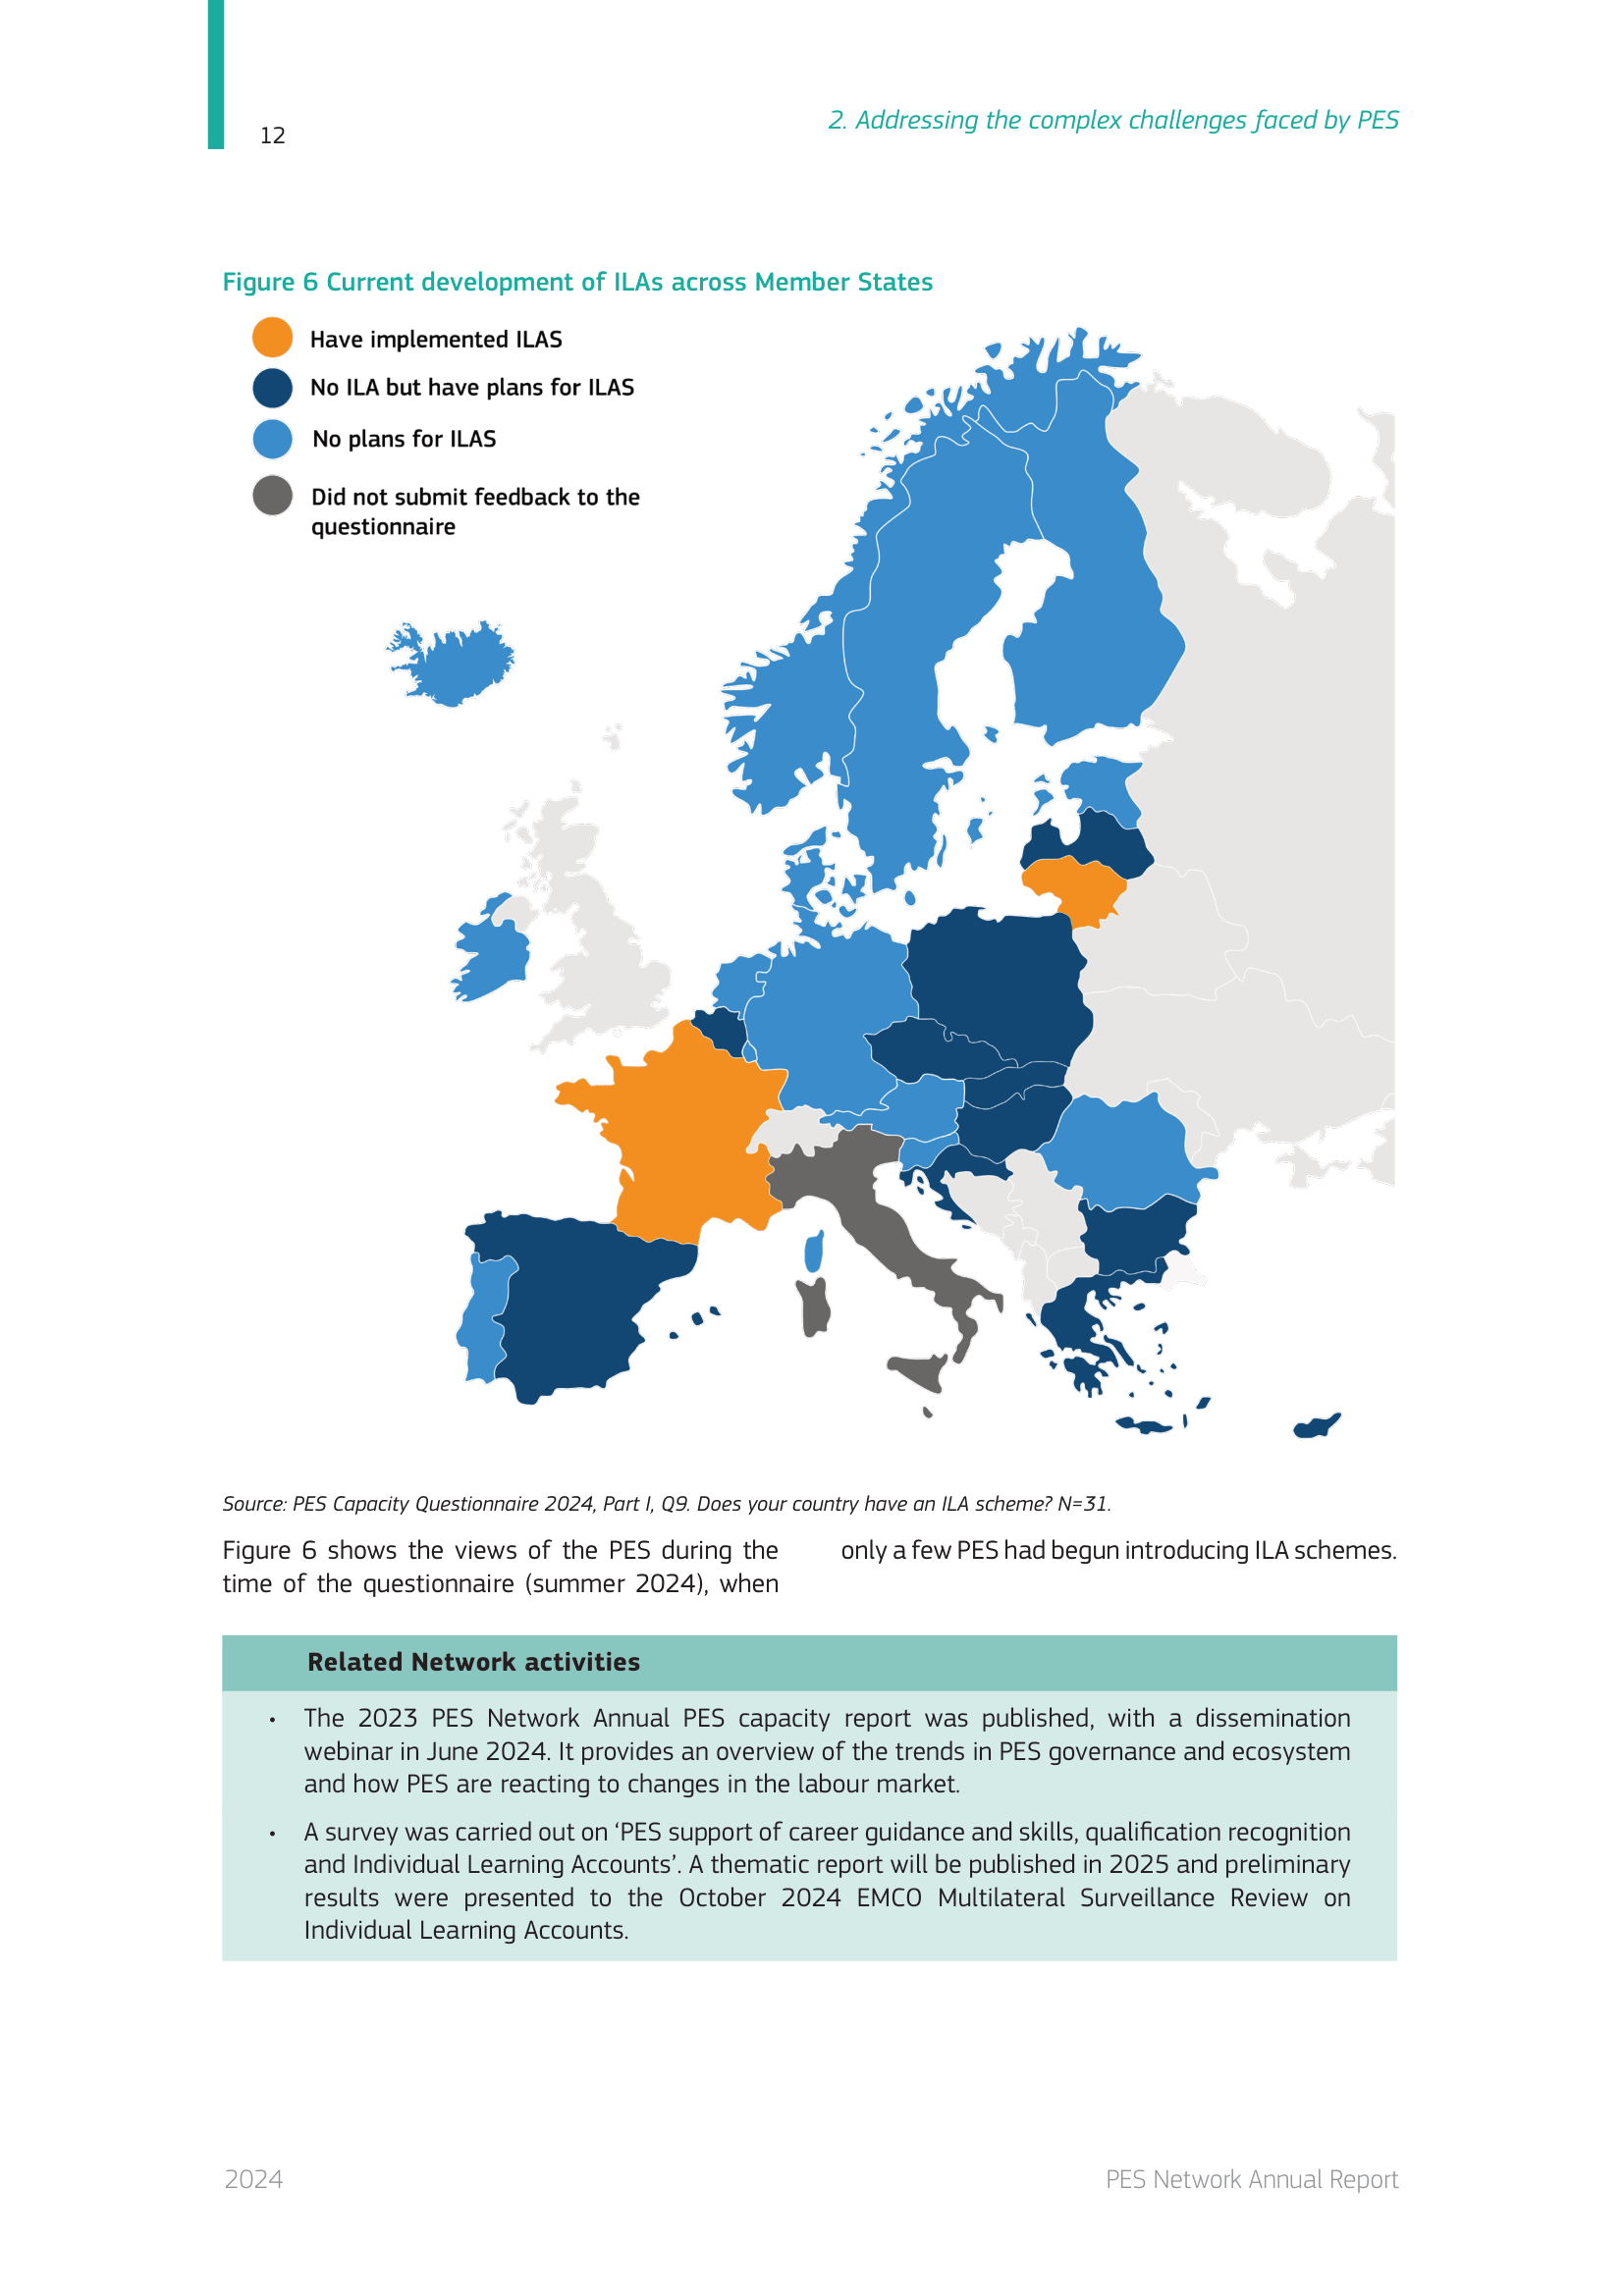 12
2. Addressing the complex challenges faced by PES
Figure 6 Current development of ILAs across Member States
Have implemented ILAS
No ILA but have plans for ILAS
No plans for ILAS
Did not submit feedback to the
questionnaire
Source: PES Capacity Questionnaire 2024, Part I, Q9. Does your country have an ILA scheme? N=31.
Figure 6 shows the views of the PES during the
time of the questionnaire (summer 2024), when
only a few PES had begun introducing ILA schemes.
Related Network activities
• The 2023 PES Network Annual PES capacity report was published, with a dissemination
webinar in June 2024. It provides an overview of the trends in PES governance and ecosystem
and how PES are reacting to changes in the labour market.
• A survey was carried out on ‘PES support of career guidance and skills, qualification recognition
and Individual Learning Accounts’. A thematic report will be published in 2025 and preliminary
results were presented to the October 2024 EMCO Multilateral Surveillance Review on
Individual Learning Accounts.
2024
PES Network Annual Report